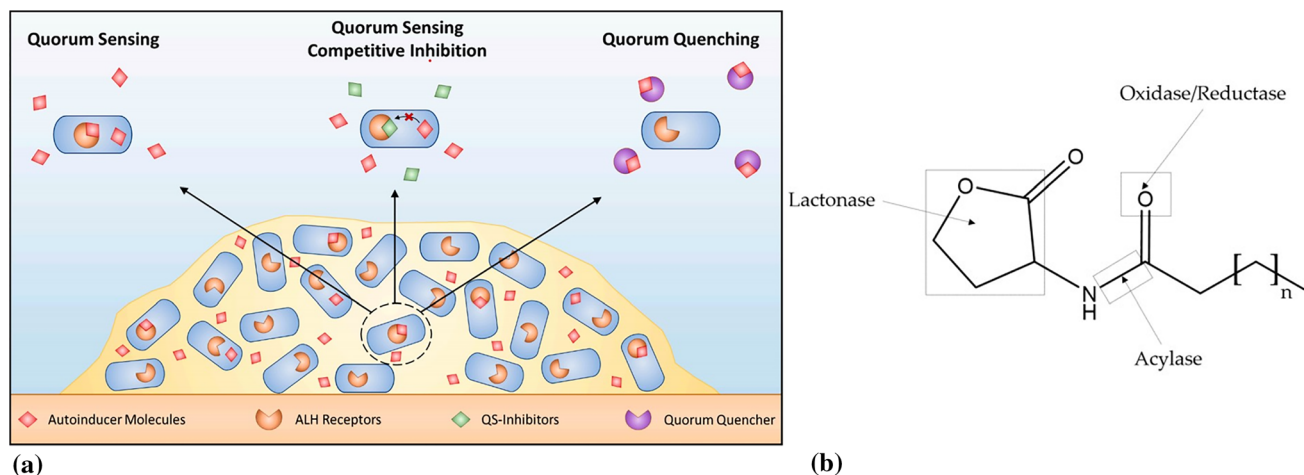 Quorum Sensing
Quorum Sensing
Competitive Inhibition
Quorum Quenching
Autoinducer Molecules
ALH Receptors
QS-Inhibitors
Quorum Quencher
(a)
Oxidase/Reductase
O
O
O
Lactonase
N
H
[ ]n
Acylase
(b)